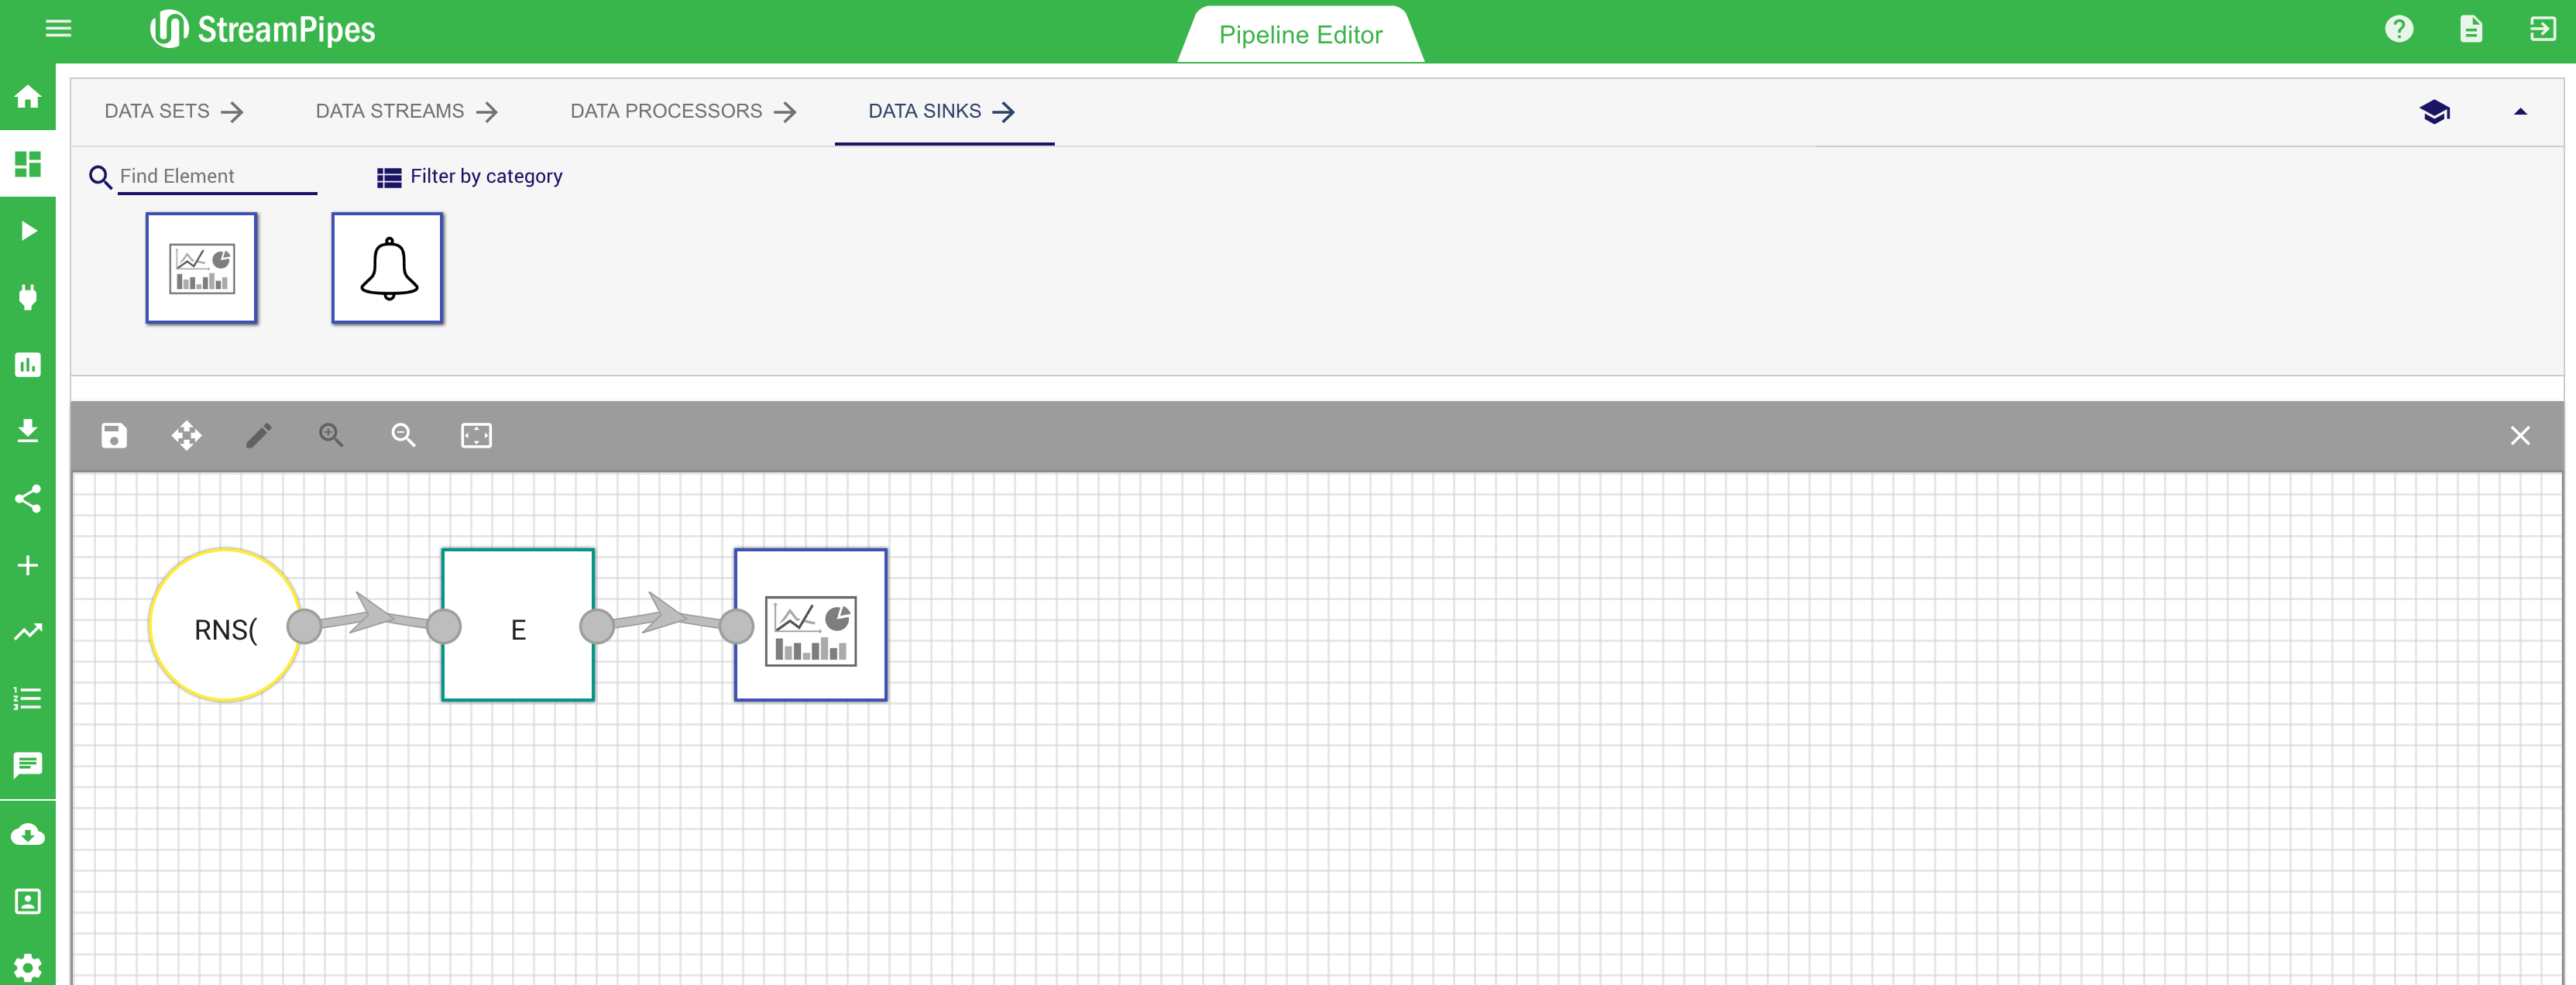 StreamPipes
Pipeline Editor
DATA SETS
DATA STREAMS
DATA PROCESSORS
DATA SINKS
Find Element
Filter by category
RNS(
E